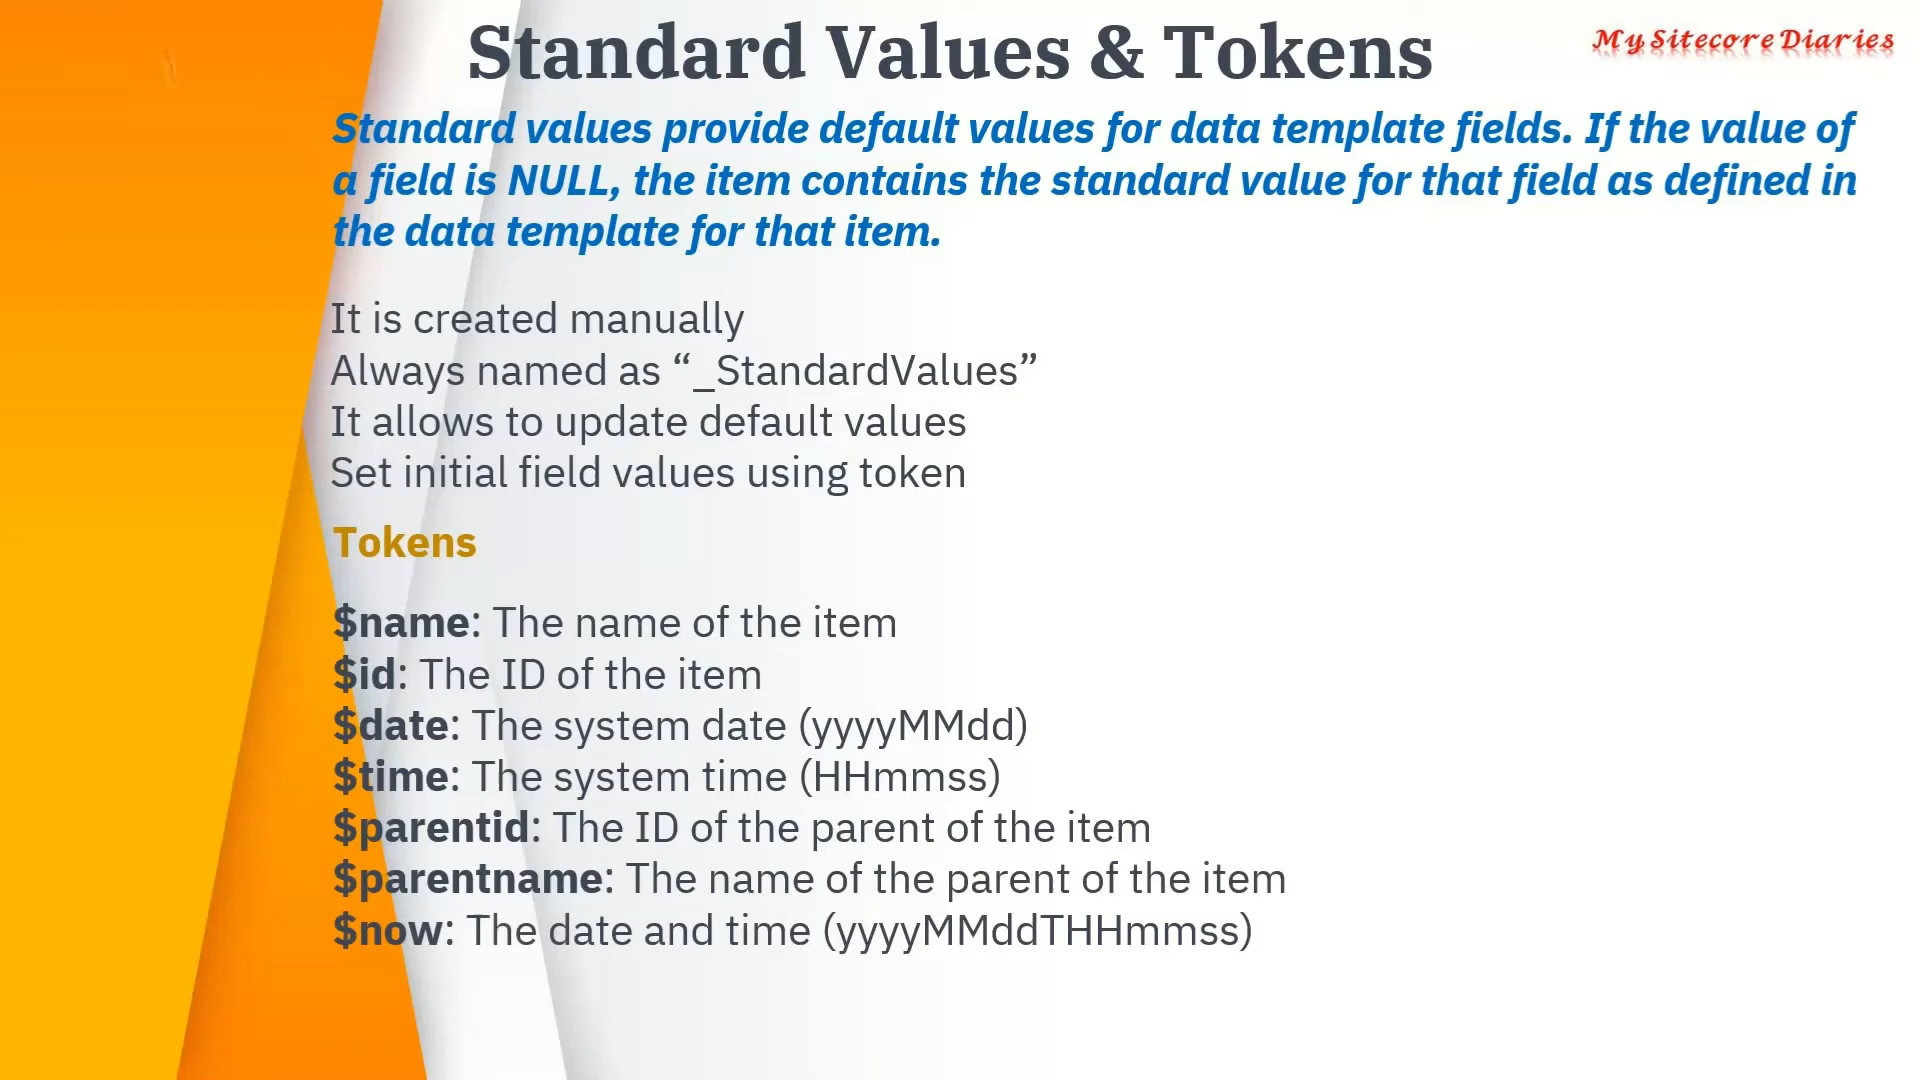 Standard Values & Tokens
My Sitecore Diaries
Standard values provide default values for data template fields. If the value of
a field is NULL, the item contains the standard value for that field as defined in
the data template for that item.
It is created manually
Always named as “_StandardValues”
It allows to update default values
Set initial field values using token
Tokens
$name: The name of the item
$id: The ID of the item
$date: The system date (yyyyMMdd)
$time: The system time (HHmmss)
$parentid: The ID of the parent of the item
$parentname: The name of the parent of the item
$now: The date and time (yyyyMMddTHHmmss)